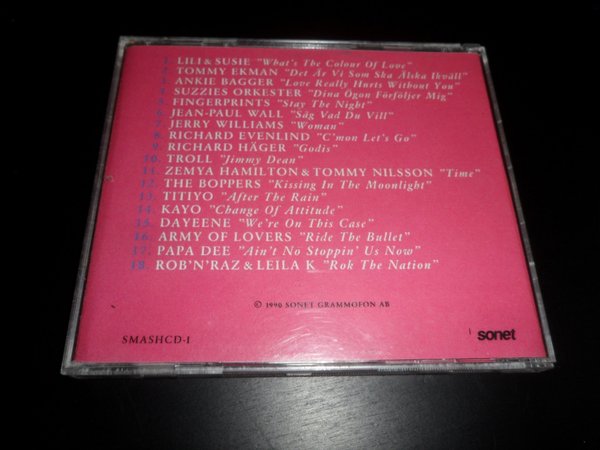 1. LILI & SUSIE "What's The Colour Of Love"
2. TOMMY EKMAN "Det Är Vi Som Ska Älska Ikväll"
3. ANKIE BAGGER "Love Really Hurts Without You"
4. SUZZIES ORKESTER "Dina Ögon Förföljer Mig"
5. FINGERPRINTS "Stay The Night"
6. JEAN-PAUL WALL "Såg Vad Du Vill"
7. JERRY WILLIAMS "Woman"
8. RICHARD EVENLIND "C'mon Let's Go"
9. RICHARD HÄGER "Godis"
10. TROLL "Jimmy Dean"
11. ZEMYA HAMILTON & TOMMY NILSSON "Time"
12. THE BOPPERS "Kissing In The Moonlight"
13. TITIYO "After The Rain"
14. KAYO "Change Of Attitude"
15. DAYEENE "We're On This Case"
16. ARMY OF LOVERS "Ride The Bullet"
17. PAPA DEE "Ain't No Stoppin' Us Now"
18. ROB'N'RAZ & LEILA K "Rok The Nation"
© 1990 SONET GRAMMOFON AB
SMASHCD-1
sonet